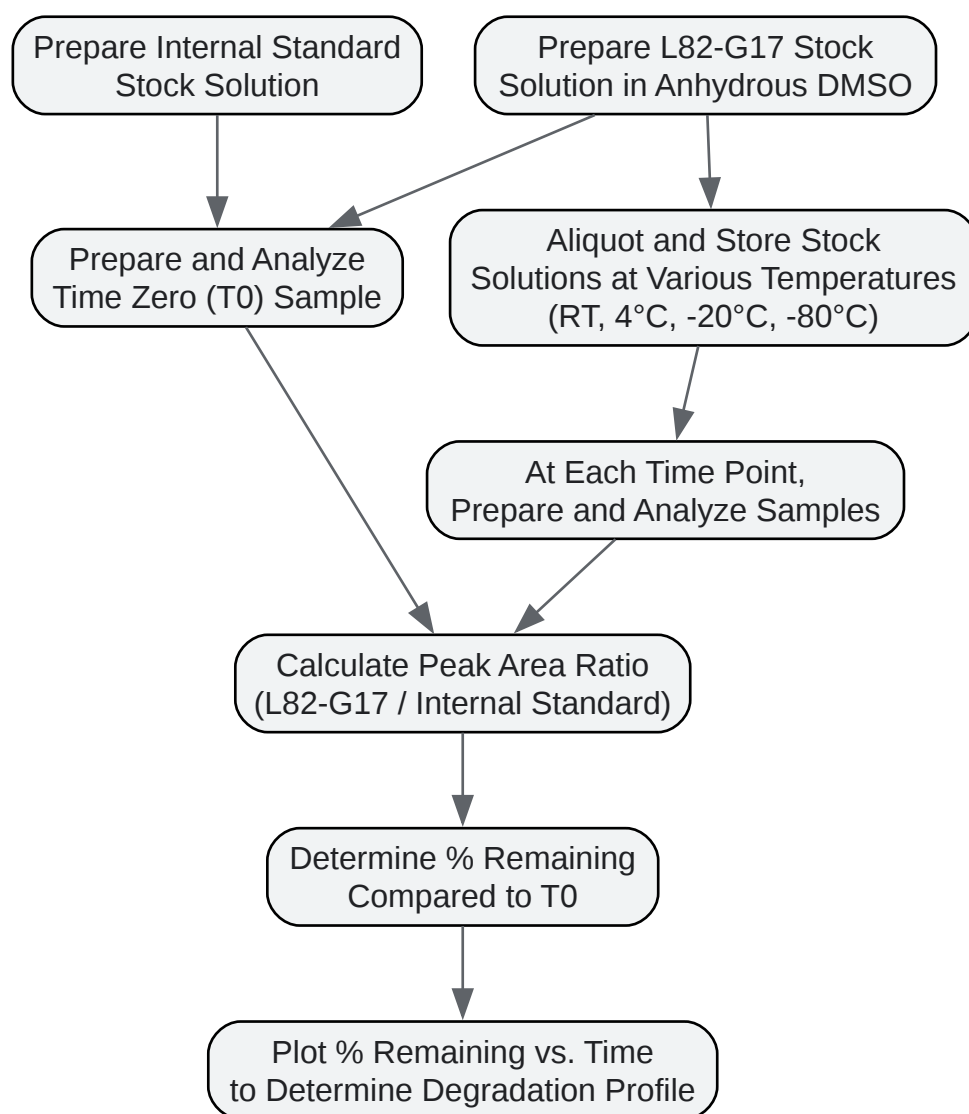 Prepare Internal Standard
Stock Solution
Prepare L82-G17 Stock
Solution in Anhydrous DMSO
Prepare and Analyze
Time Zero (T0) Sample
Aliquot and Store Stock
Solutions at Various Temperatures
(RT, 4°C, -20°C, -80°C)
At Each Time Point,
Prepare and Analyze Samples
Calculate Peak Area Ratio
(L82-G17 / Internal Standard)
Determine % Remaining
Compared to T0
Plot % Remaining vs. Time
to Determine Degradation Profile